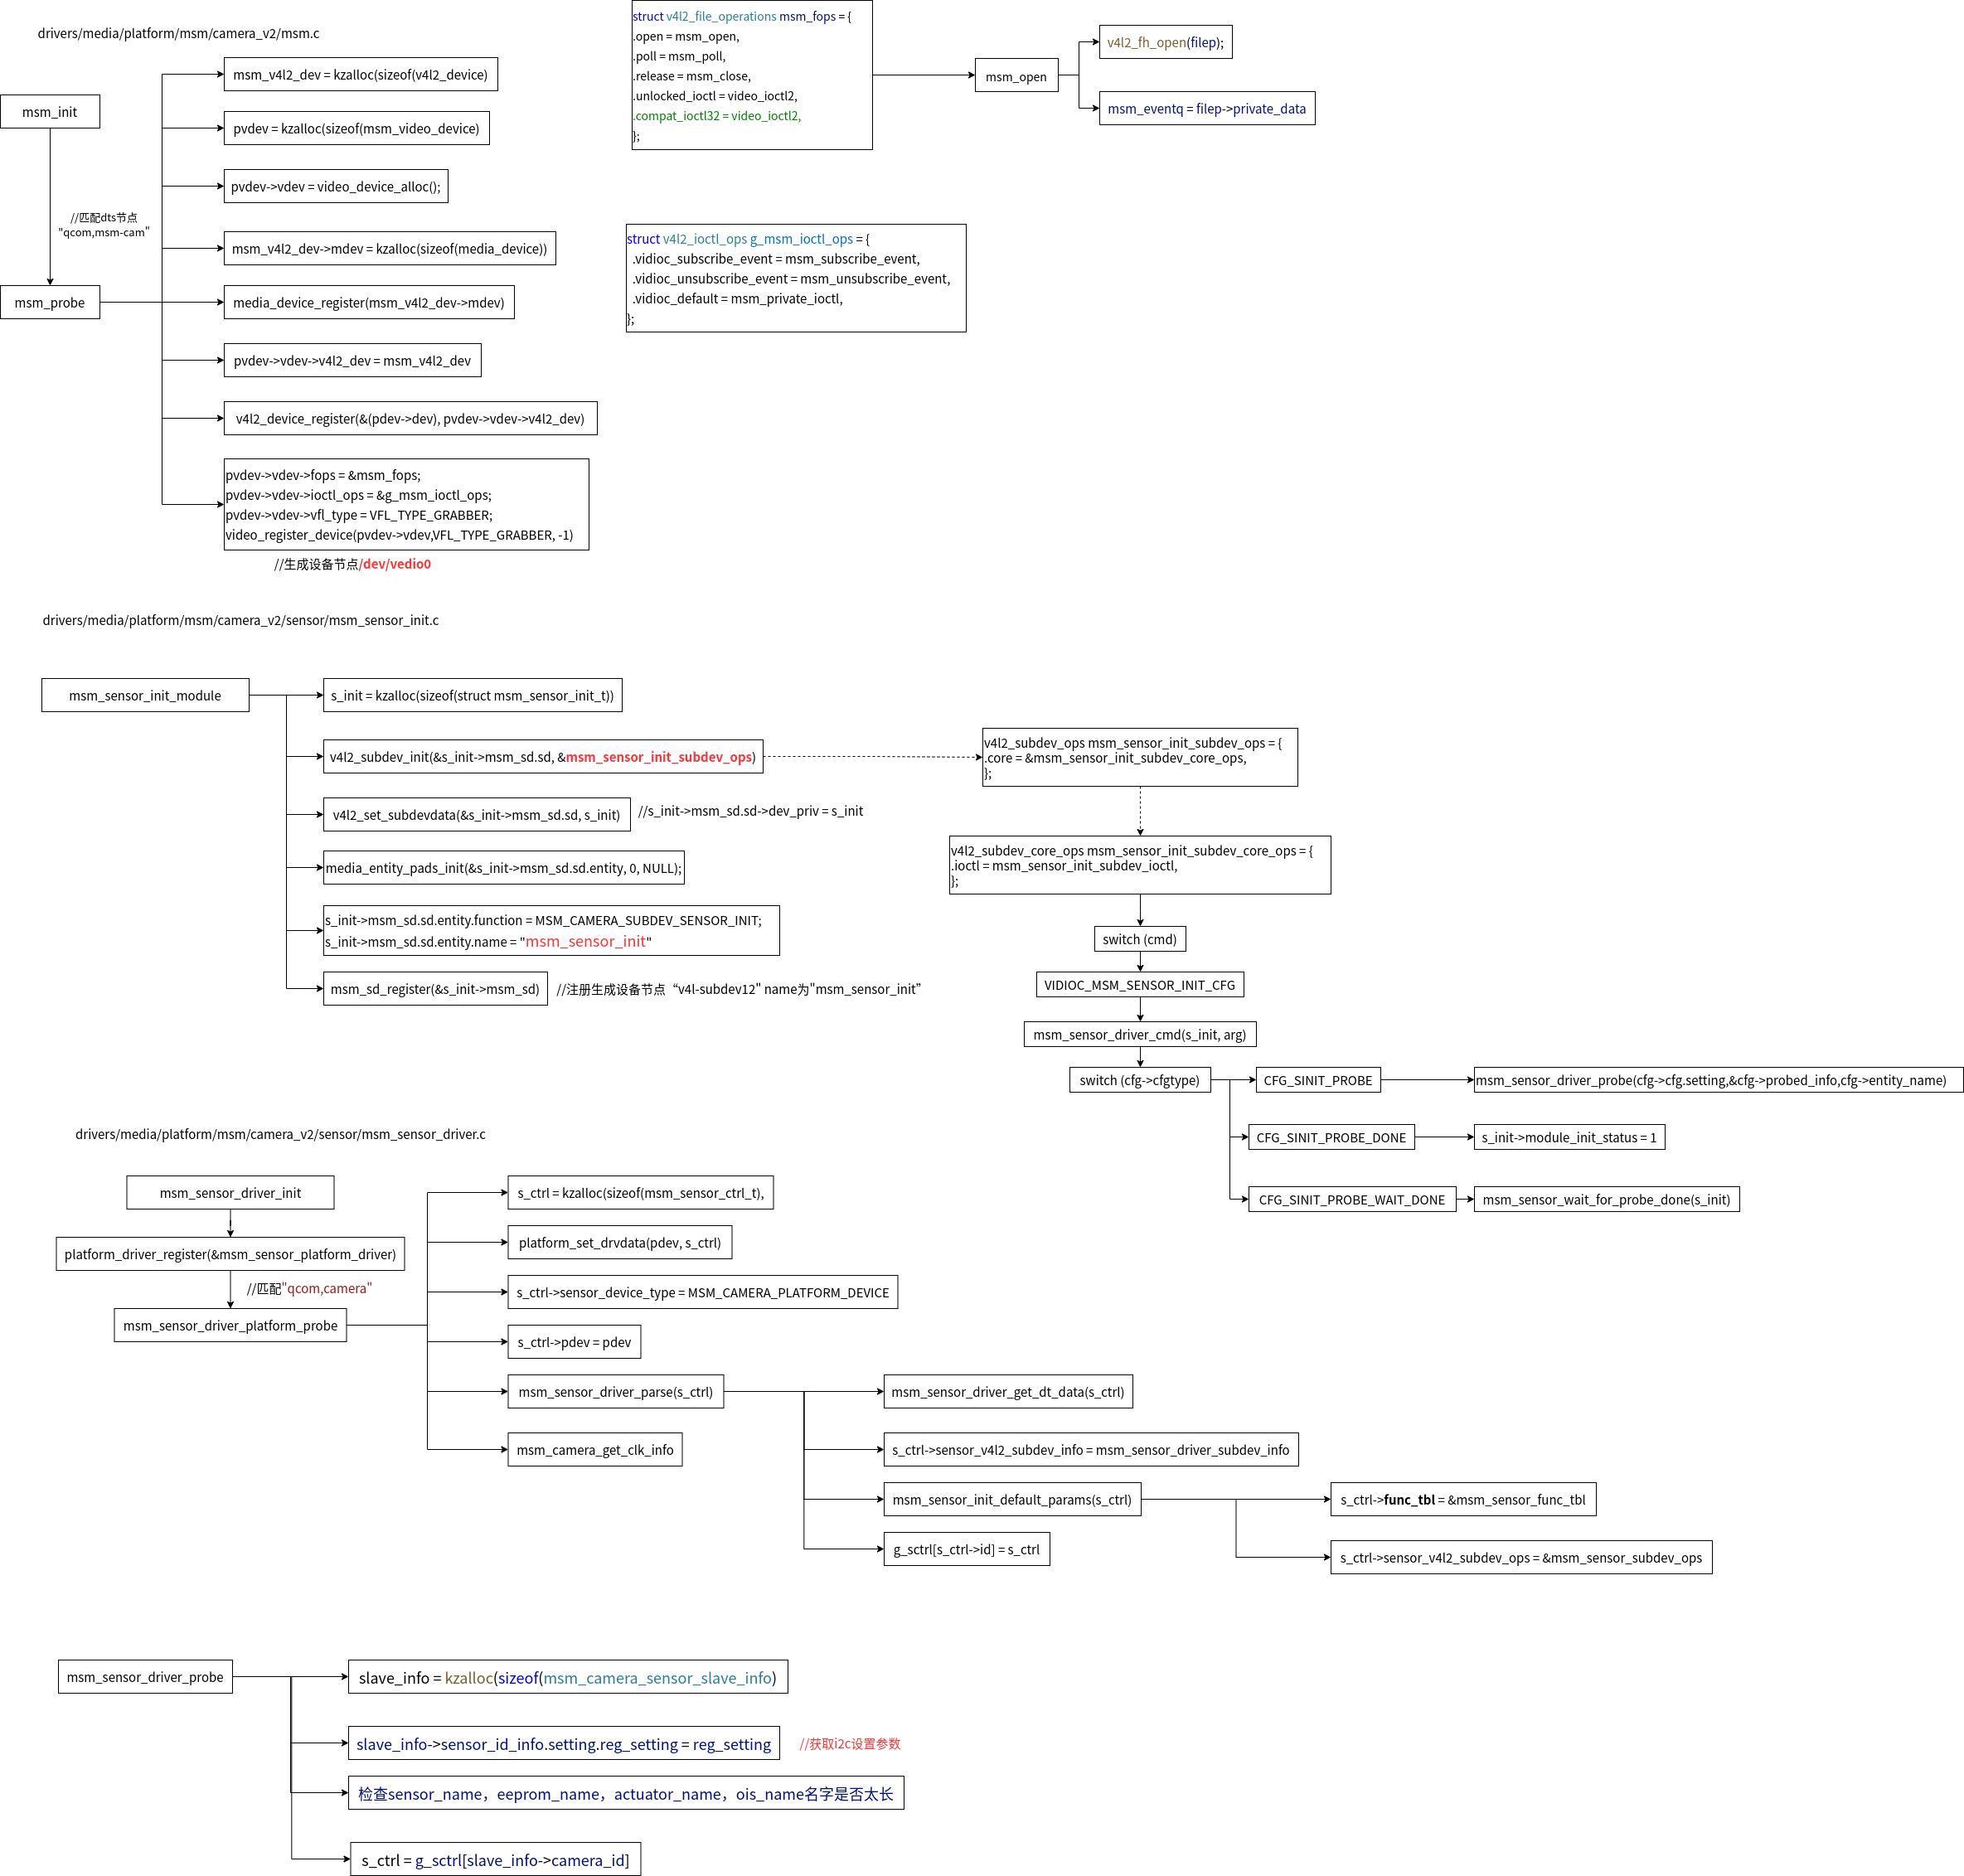 drivers/media/platform/msm/camera_v2/msm.c
msm_init
//匹配dts节点
"qcom,msm-cam"
msm_probe
msm_v4l2_dev = kzalloc(sizeof(v4l2_device)
pvdev = kzalloc(sizeof(msm_video_device)
pvdev->vdev = video_device_alloc();
msm_v4l2_dev->mdev = kzalloc(sizeof(media_device))
media_device_register(msm_v4l2_dev->mdev)
pvdev->vdev->v4l2_dev = msm_v4l2_dev
v4l2_device_register(&(pdev->dev), pvdev->vdev->v4l2_dev)
pvdev->vdev->fops = &msm_fops;
pvdev->vdev->ioctl_ops = &g_msm_ioctl_ops;
pvdev->vdev->vfl_type = VFL_TYPE_GRABBER;
video_register_device(pvdev->vdev,VFL_TYPE_GRABBER, -1)
//生成设备节点/dev/vedio0
struct v4l2_file_operations msm_fops = {
.open = msm_open,
.poll = msm_poll,
.release = msm_close,
.unlocked_ioctl = video_ioctl2,
.compat_ioctl32 = video_ioctl2,
};
msm_open
v4l2_fh_open(filep);
msm_eventq = filep->private_data
struct v4l2_ioctl_ops g_msm_ioctl_ops = {
.vidioc_subscribe_event = msm_subscribe_event,
.vidioc_unsubscribe_event = msm_unsubscribe_event,
.vidioc_default = msm_private_ioctl,
};
drivers/media/platform/msm/camera_v2/sensor/msm_sensor_init.c
msm_sensor_init_module
s_init = kzalloc(sizeof(struct msm_sensor_init_t))
v4l2_subdev_init(&s_init->msm_sd.sd, &msm_sensor_init_subdev_ops)
v4l2_set_subdevdata(&s_init->msm_sd.sd, s_init)
//s_init->msm_sd.sd->dev_priv = s_init
media_entity_pads_init(&s_init->msm_sd.sd.entity, 0, NULL);
s_init->msm_sd.sd.entity.function = MSM_CAMERA_SUBDEV_SENSOR_INIT;
s_init->msm_sd.sd.entity.name = "msm_sensor_init"
msm_sd_register(&s_init->msm_sd)
//注册生成设备节点“v4l-subdev12" name为"msm_sensor_init”
v4l2_subdev_ops msm_sensor_init_subdev_ops = {
.core = &msm_sensor_init_subdev_core_ops,
};
v4l2_subdev_core_ops msm_sensor_init_subdev_core_ops = {
.ioctl = msm_sensor_init_subdev_ioctl,
};
switch (cmd)
VIDIOC_MSM_SENSOR_INIT_CFG
msm_sensor_driver_cmd(s_init, arg)
switch (cfg->cfgtype)
CFG_SINIT_PROBE
msm_sensor_driver_probe(cfg->cfg.setting,&cfg->probed_info,cfg->entity_name)
CFG_SINIT_PROBE_DONE
s_init->module_init_status = 1
CFG_SINIT_PROBE_WAIT_DONE
msm_sensor_wait_for_probe_done(s_init)
drivers/media/platform/msm/camera_v2/sensor/msm_sensor_driver.c
msm_sensor_driver_init
platform_driver_register(&msm_sensor_platform_driver)
//匹配"qcom,camera"
msm_sensor_driver_platform_probe
s_ctrl = kzalloc(sizeof(msm_sensor_ctrl_t),
platform_set_drvdata(pdev, s_ctrl)
s_ctrl->sensor_device_type = MSM_CAMERA_PLATFORM_DEVICE
s_ctrl->pdev = pdev
msm_sensor_driver_parse(s_ctrl)
msm_camera_get_clk_info
msm_sensor_driver_get_dt_data(s_ctrl)
s_ctrl->sensor_v4l2_subdev_info = msm_sensor_driver_subdev_info
msm_sensor_init_default_params(s_ctrl)
g_sctrl[s_ctrl->id] = s_ctrl
s_ctrl->func_tbl = &msm_sensor_func_tbl
s_ctrl->sensor_v4l2_subdev_ops = &msm_sensor_subdev_ops
msm_sensor_driver_probe
slave_info = kzalloc(sizeof(msm_camera_sensor_slave_info)
slave_info->sensor_id_info.setting.reg_setting = reg_setting
//获取i2c设置参数
检查sensor_name，eeprom_name，actuator_name，ois_name名字是否太长
s_ctrl = g_sctrl[slave_info->camera_id]